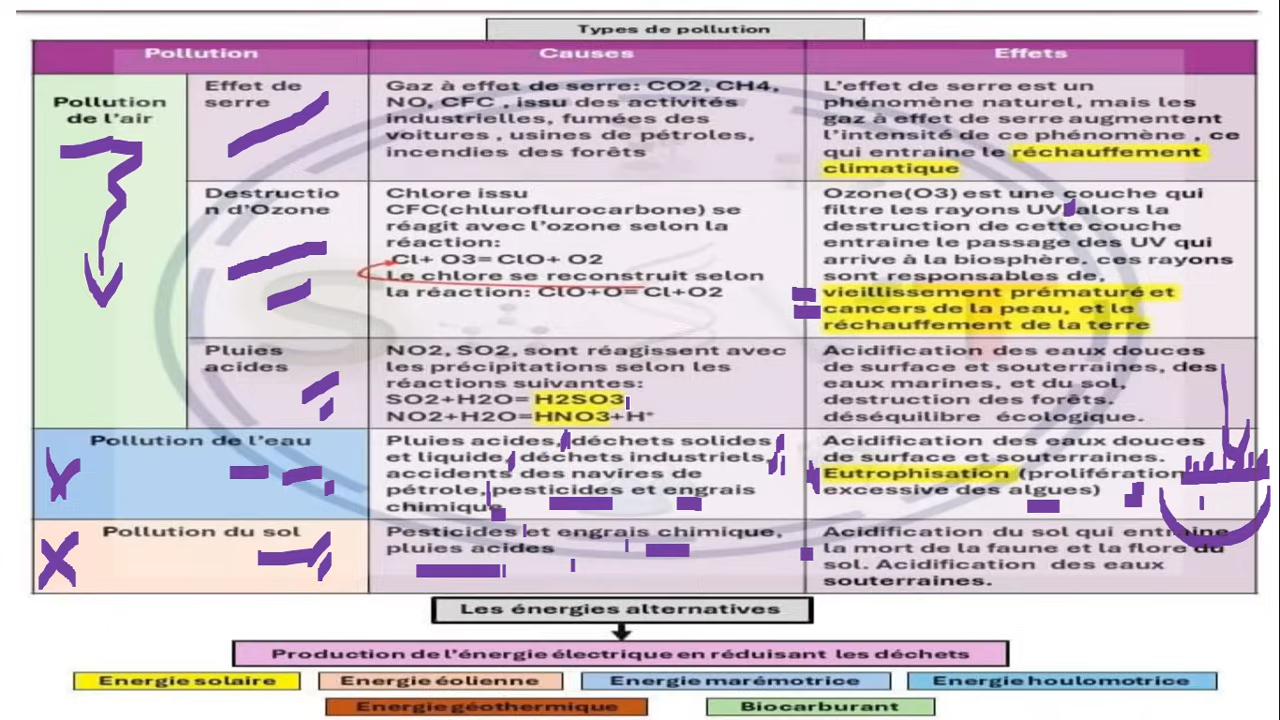 Types de pollution
Pollution
Causes
Effets
Pollution
de l'air
Effet de
serre
Gaz à effet de serre: CO2, CH4,
NO, CFC , issu des activités
industrielles, fumées des
voitures , usines de pétroles,
incendies des forêts
L'effet de serre est un
phénomène naturel, mais les
gaz à effet de serre augmentent
l'intensité de ce phénomène , ce
qui entraine le réchauffement
climatique
Destructio
n d'Ozone
Chlore issu
CFC(chluroflurocarbone) se
réagit avec l'ozone selon la
réaction:
Cl+ O3= ClO+ O2
Le chlore se reconstruit selon
la réaction: ClO+O= Cl+O2
Ozone(O3) est une couche qui
filtre les rayons UV, alors la
destruction de cette couche
entraine le passage des UV qui
arrive à la biosphère, ces rayons
sont responsables de,
vieillissement prématuré et
cancers de la peau, et le
réchauffement de la terre
Pluies
acides
NO2, SO2, sont réagissent avec
les précipitations selon les
réactions suivantes:
SO2+H2O= H2SO3
NO2+H2O=HNO3+H⁺
Acidification des eaux douces
de surface et souterraines, des
eaux marines, et du sol,
destruction des forêts,
déséquilibre écologique.
Pollution de l'eau
Pluies acides, déchets solides
et liquide, déchets industriels,
accidents des navires de
pétrole, pesticides et engrais
chimique
Acidification des eaux douces
de surface et souterraines.
Eutrophisation (prolifération
excessive des algues)
Pollution du sol
Pesticides et engrais chimique,
pluies acides
Acidification du sol qui entraine
la mort de la faune et la flore du
sol. Acidification des eaux
souterraines.
Les énergies alternatives
Production de l'énergie électrique en réduisant les déchets
Energie solaire
Energie éolienne
Energie marémotrice
Energie houlomotrice
Energie géothermique
Biocarburant